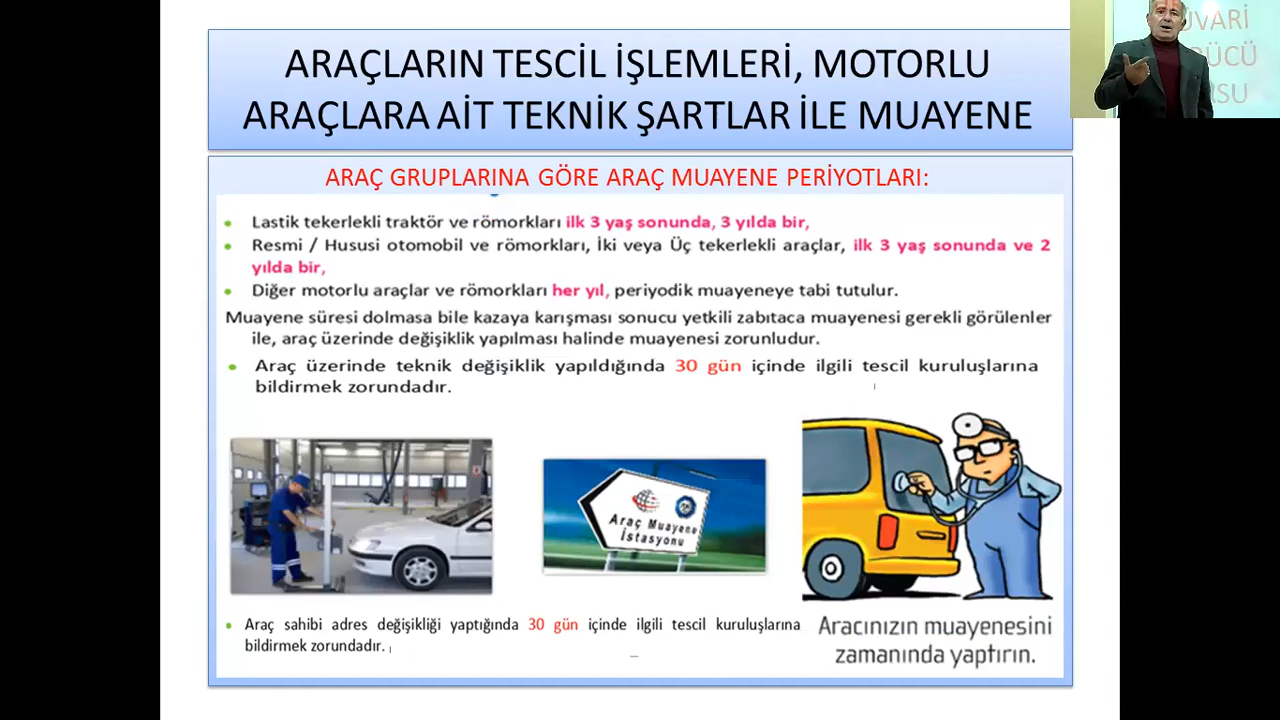 ARAÇLARIN TESCİL İŞLEMLERİ, MOTORLU
ARAÇLARA AİT TEKNİK ŞARTLAR İLE MUAYENE
ARAÇ GRUPLARINA GÖRE ARAÇ MUAYENE PERİYOTLARI:
• Lastik tekerlekli traktör ve römorkları ilk 3 yaş sonunda, 3 yılda bir,
• Resmi / Hususi otomobil ve römorkları, İki veya Üç tekerlekli araçlar, ilk 3 yaş sonunda ve 2
yılda bir,
• Diğer motorlu araçlar ve römorkları her yıl, periyodik muayeneye tabi tutulur.
Muayene süresi dolmasa bile kazaya karışması sonucu yetkili zabıtaca muayenesi gerekli görülenler
ile, araç üzerinde değişiklik yapılması halinde muayenesi zorunludur.
• Araç üzerinde teknik değişiklik yapıldığında 30 gün içinde ilgili tescil kuruluşlarına
bildirmek zorundadır.
Araç Muayene
İstasyonu
• Araç sahibi adres değişikliği yaptığında 30 gün içinde ilgili tescil kuruluşlarına
bildirmek zorundadır.
Aracınızın muayenesini
zamanında yaptırın.